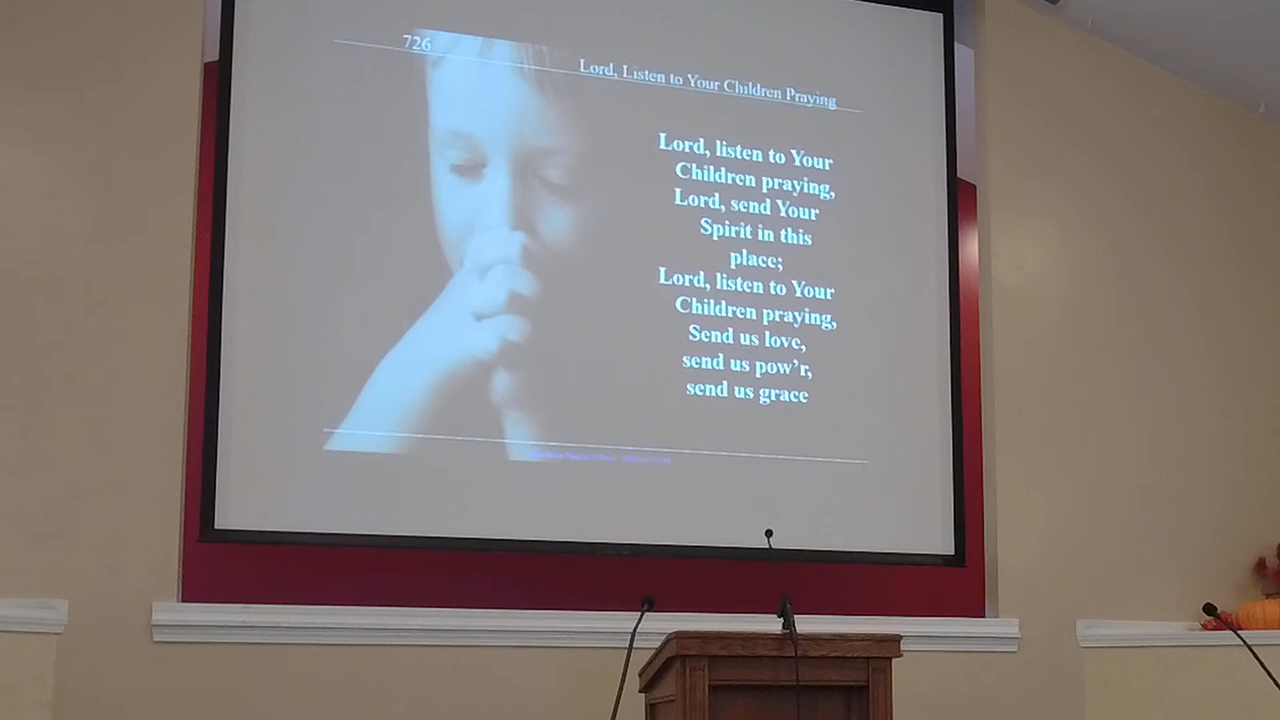 726
Lord, Listen to Your Children Praying
Lord, listen to Your
Children praying,
Lord, send Your
Spirit in this
place;
Lord, listen to Your
Children praying,
Send us love,
send us pow’r,
send us grace